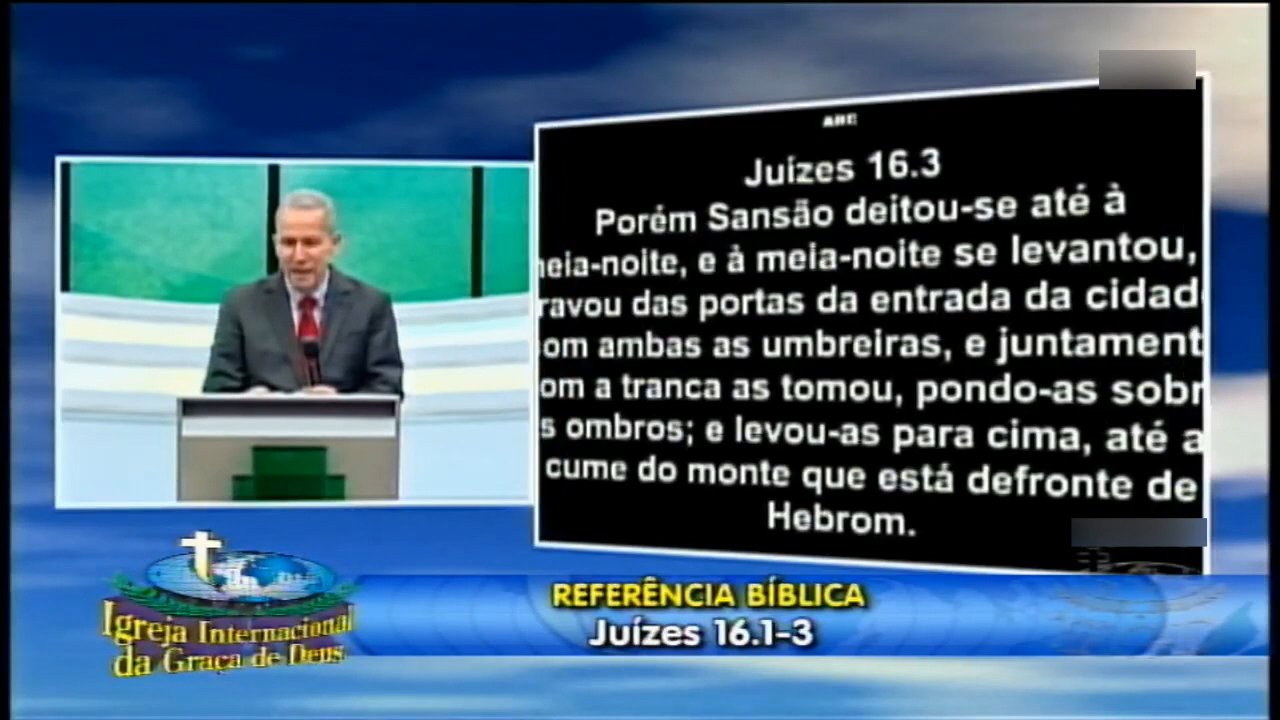 ARC
Juízes 16.3
Porém Sansão deitou-se até à
meia-noite, e à meia-noite se levantou,
ravou das portas da entrada da cidad
om ambas as umbreiras, e juntament
om a tranca as tomou, pondo-as sobr
s ombros; e levou-as para cima, até a
cume do monte que está defronte de
Hebrom.
REFERÊNCIA BÍBLICA
Juízes 16.1-3
Igreja Internacional
da Graça de Deus